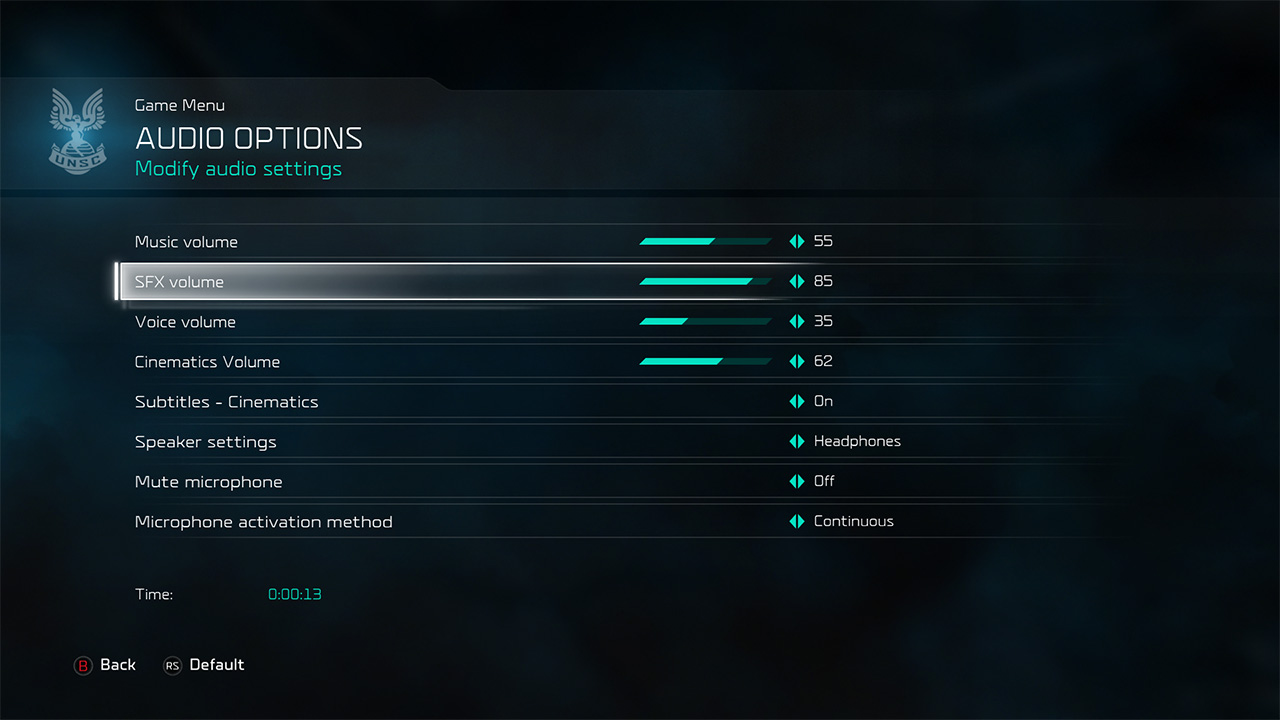 UNSC
Game Menu
AUDIO OPTIONS
Modify audio settings
Music volume 55
SFX volume 85
Voice volume 35
Cinematics Volume 62
Subtitles - Cinematics On
Speaker settings Headphones
Mute microphone Off
Microphone activation method Continuous
Time: 0:00:13
B Back RS Default